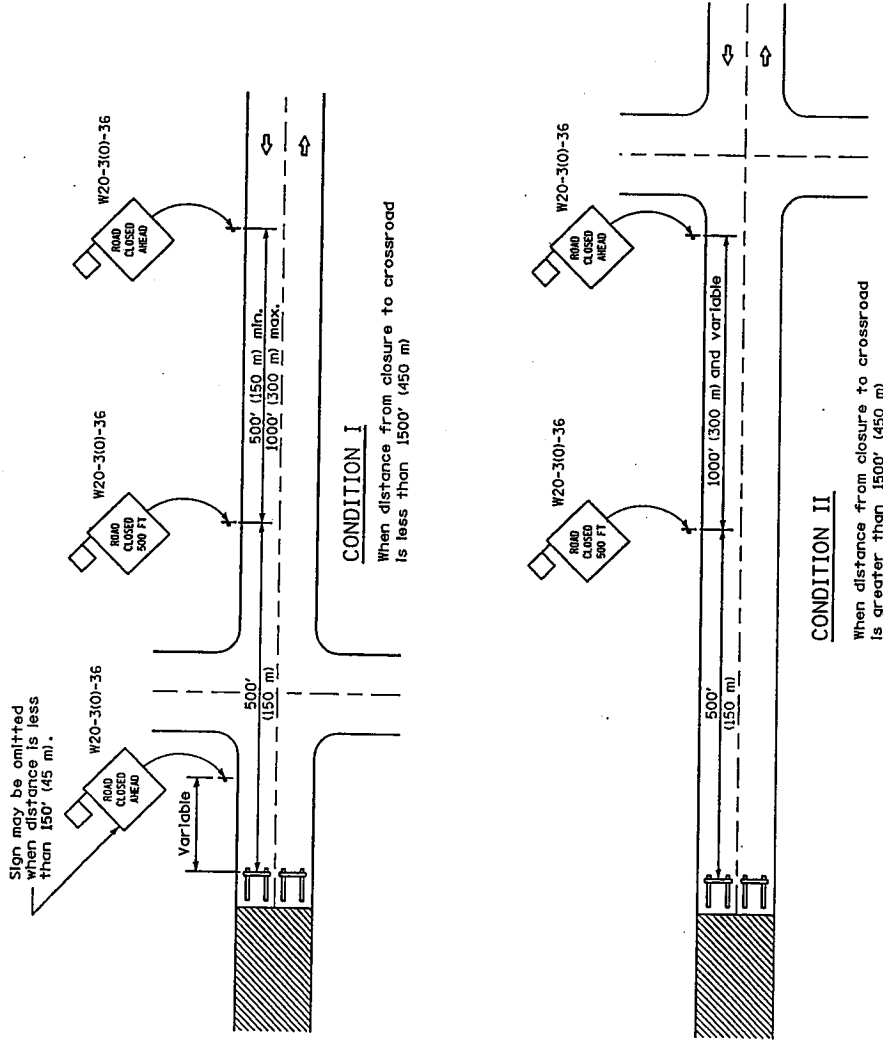 Sign may be omitted
when distance is less
than 150' (45 m).
W20-3(O)-36
ROAD
CLOSED
AHEAD
W20-3(O)-36
ROAD
CLOSED
500 FT
W20-3(O)-36
ROAD
CLOSED
AHEAD
Variable
500'
(150 m)
500' (150 m) min.
1000' (300 m) max.
CONDITION I
When distance from closure to crossroad
is less than 1500' (450 m)
W20-3(O)-36
ROAD
CLOSED
500 FT
W20-3(O)-36
ROAD
CLOSED
AHEAD
500'
(150 m)
1000' (300 m) and variable
CONDITION II
When distance from closure to crossroad
is greater than 1500' (450 m)